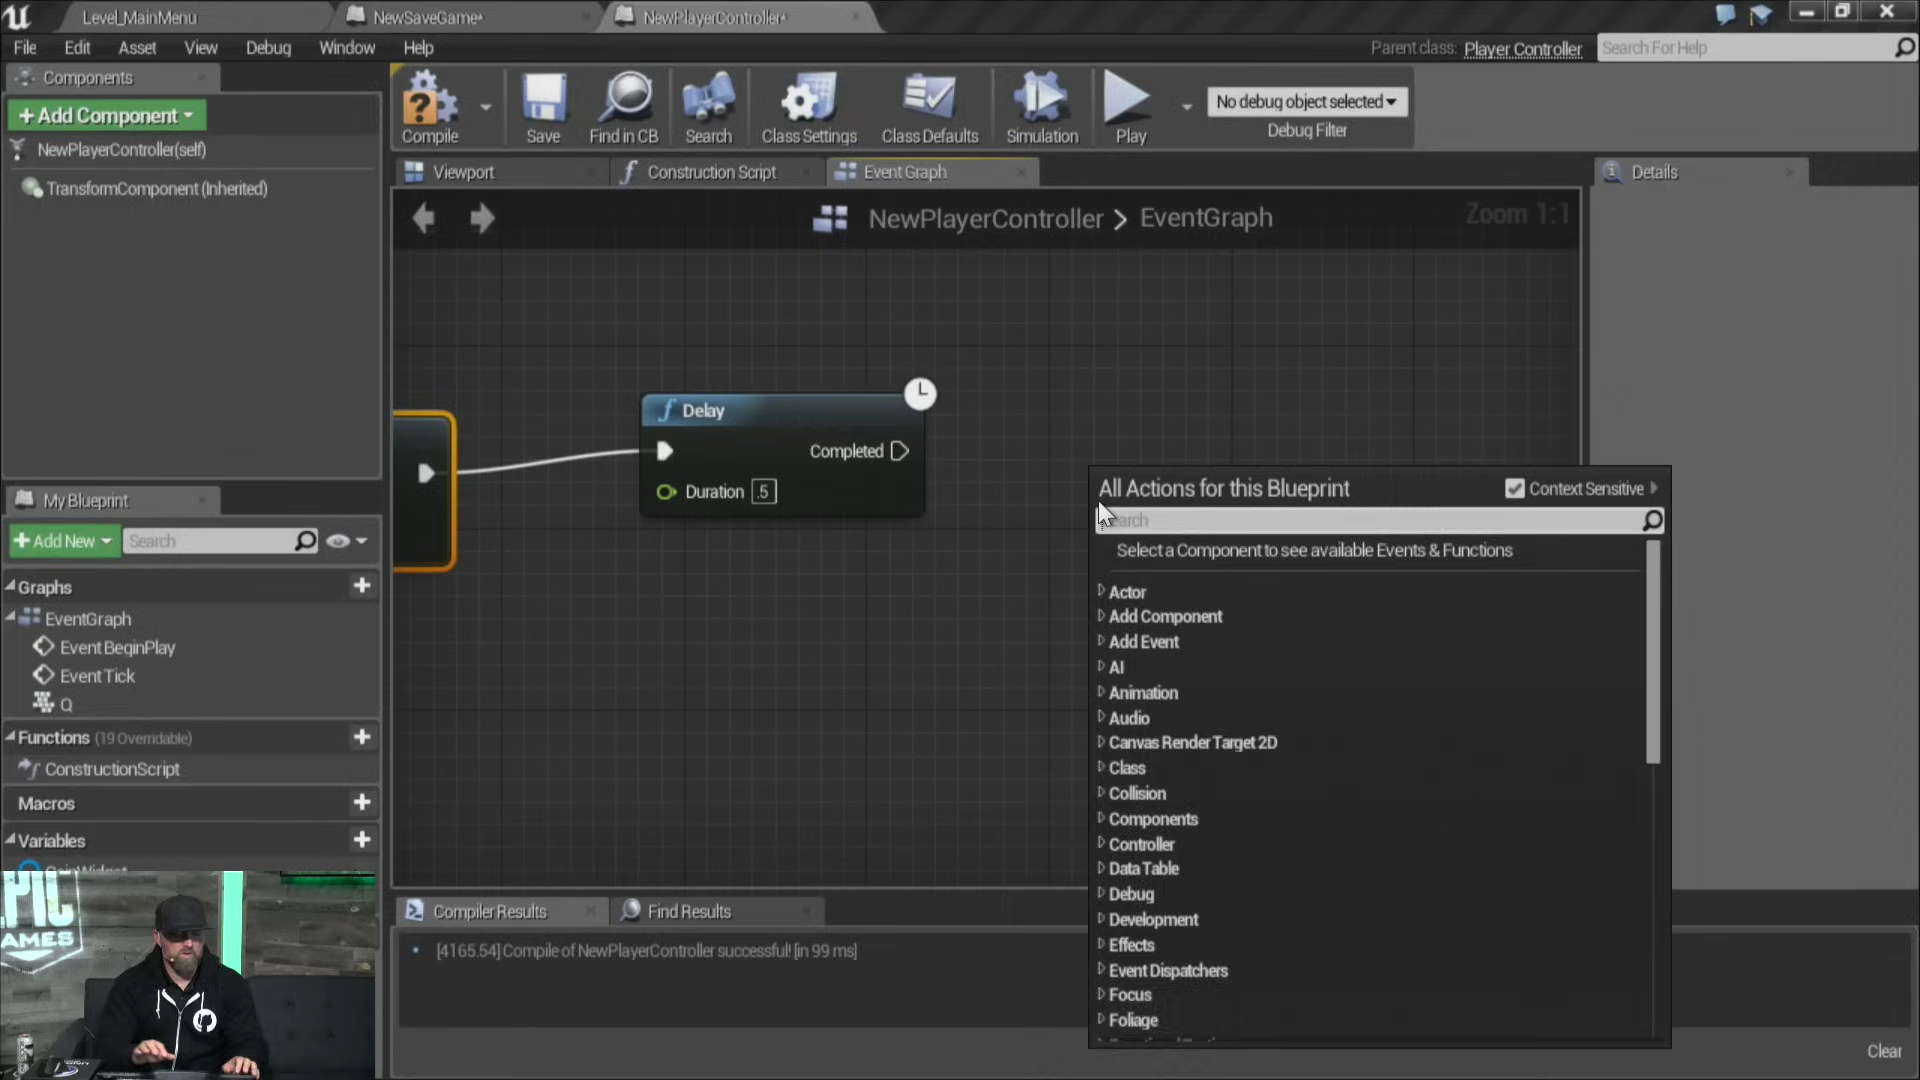 Level_MainMenu
NewSaveGame*
NewPlayerController*
File Edit Asset View Debug Window Help
Parent class: Player Controller
Search For Help
Components
+Add Component
NewPlayerController(self)
TransformComponent (Inherited)
Compile
Save
Find in CB
Search
Class Settings
Class Defaults
Simulation
Play
No debug object selected
Debug Filter
Viewport
Construction Script
Event Graph
Details
NewPlayerController > EventGraph
Zoom 1:1
Delay
Completed
Duration .5
My Blueprint
+Add New
Search
Graphs
EventGraph
Event BeginPlay
Event Tick
Q
Functions (19 Overridable)
ConstructionScript
Macros
Variables
All Actions for this Blueprint
Context Sensitive
Search
Select a Component to see available Events & Functions
Actor
Add Component
Add Event
AI
Animation
Audio
Canvas Render Target 2D
Class
Collision
Components
Controller
Data Table
Debug
Development
Effects
Event Dispatchers
Focus
Foliage
Compiler Results
Find Results
[4165.54] Compile of NewPlayerController successful! [in 99 ms]
Clear
EPIC
GAMES